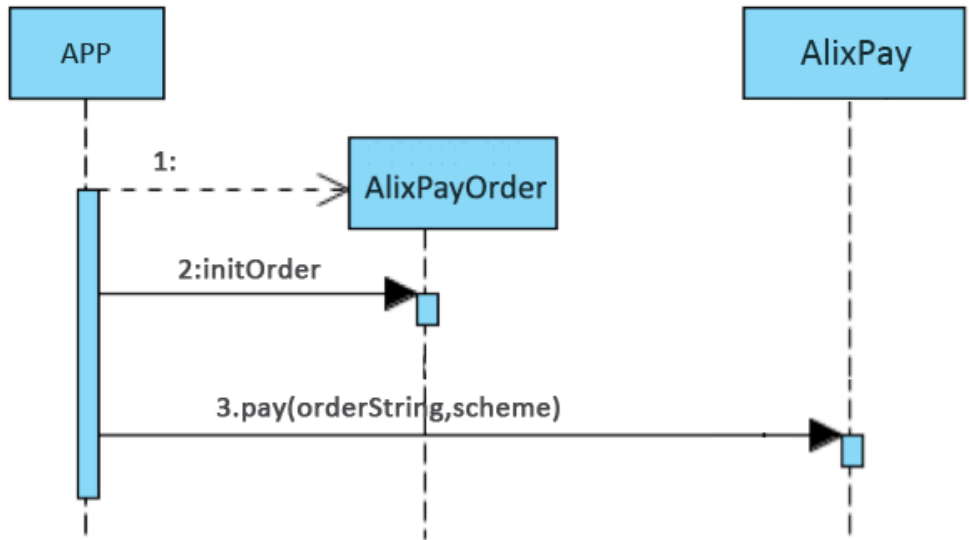 APP
AlixPay
1:
AlixPayOrder
2:initOrder
3.pay(orderString,scheme)